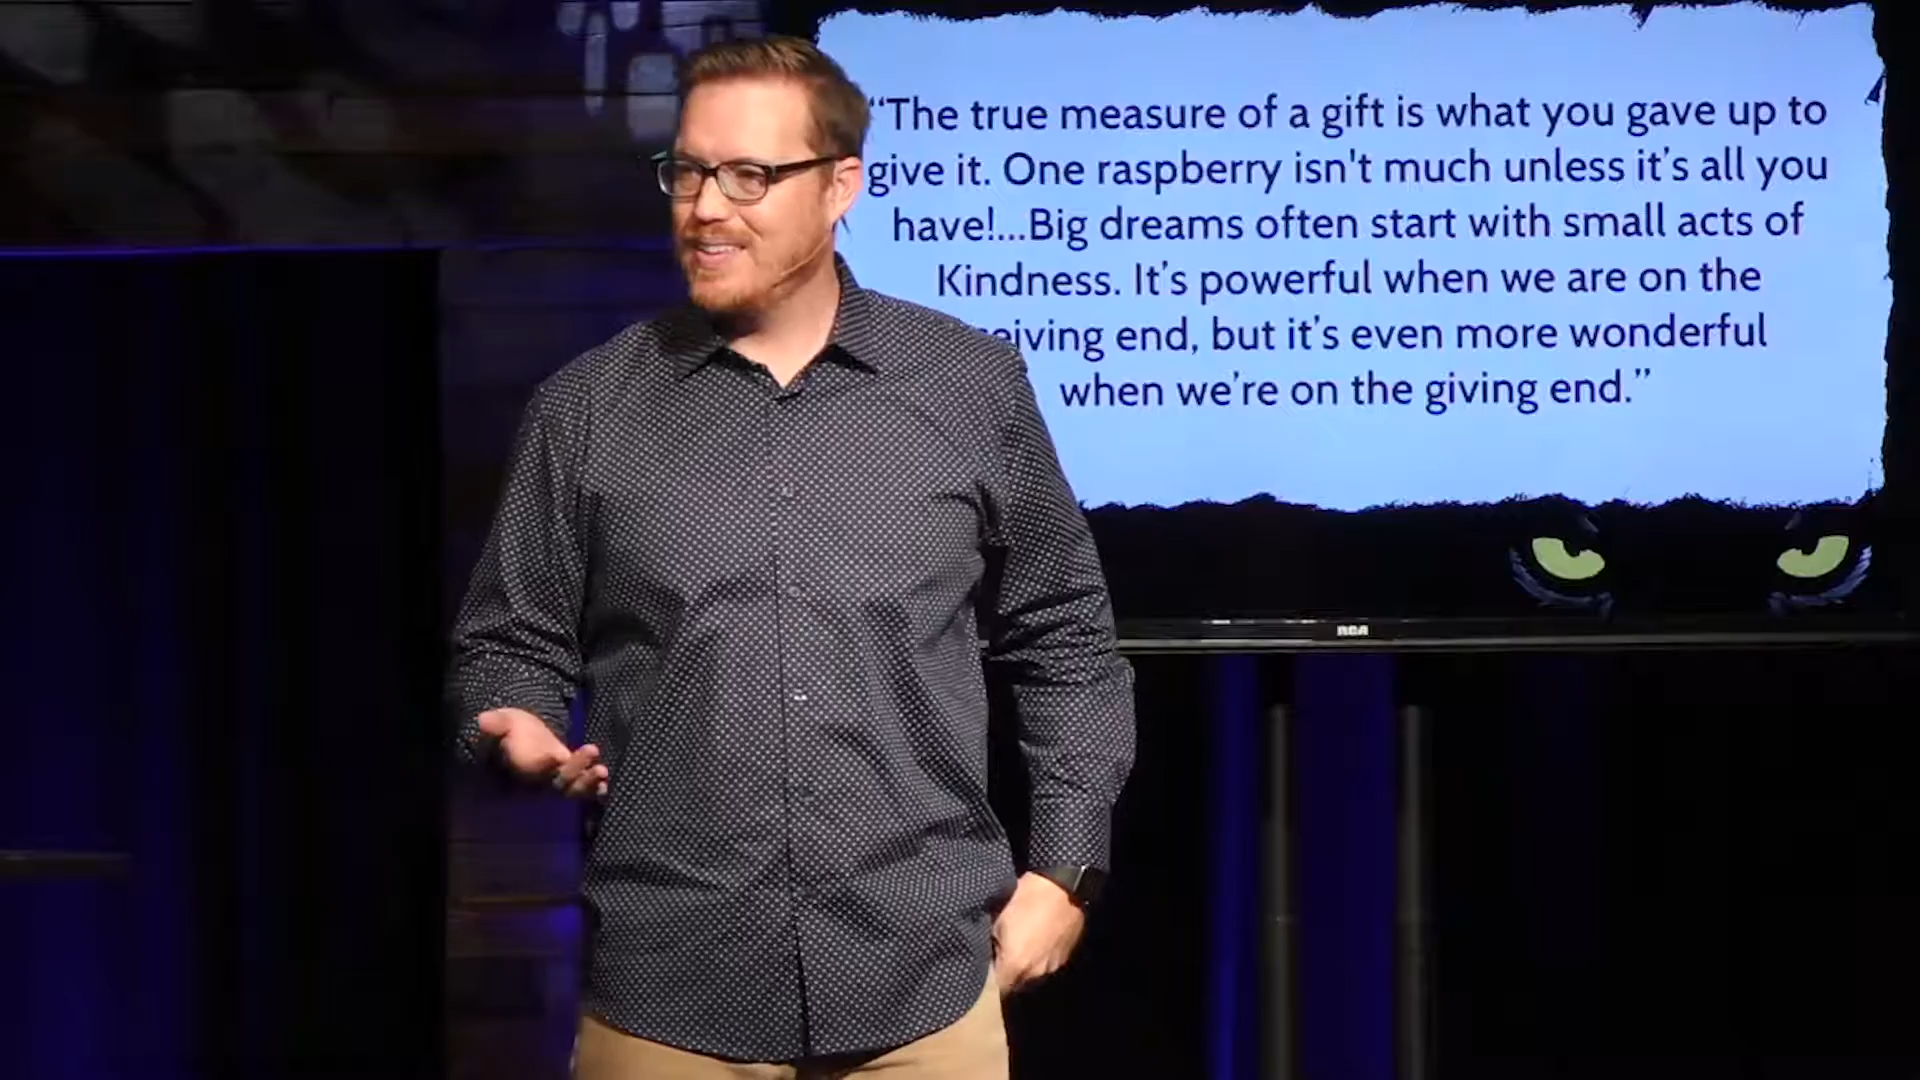 “The true measure of a gift is what you gave up to
give it. One raspberry isn't much unless it’s all you
have!...Big dreams often start with small acts of
Kindness. It’s powerful when we are on the
end, but it’s even more wonderful
when we’re on the giving end.”
RCA